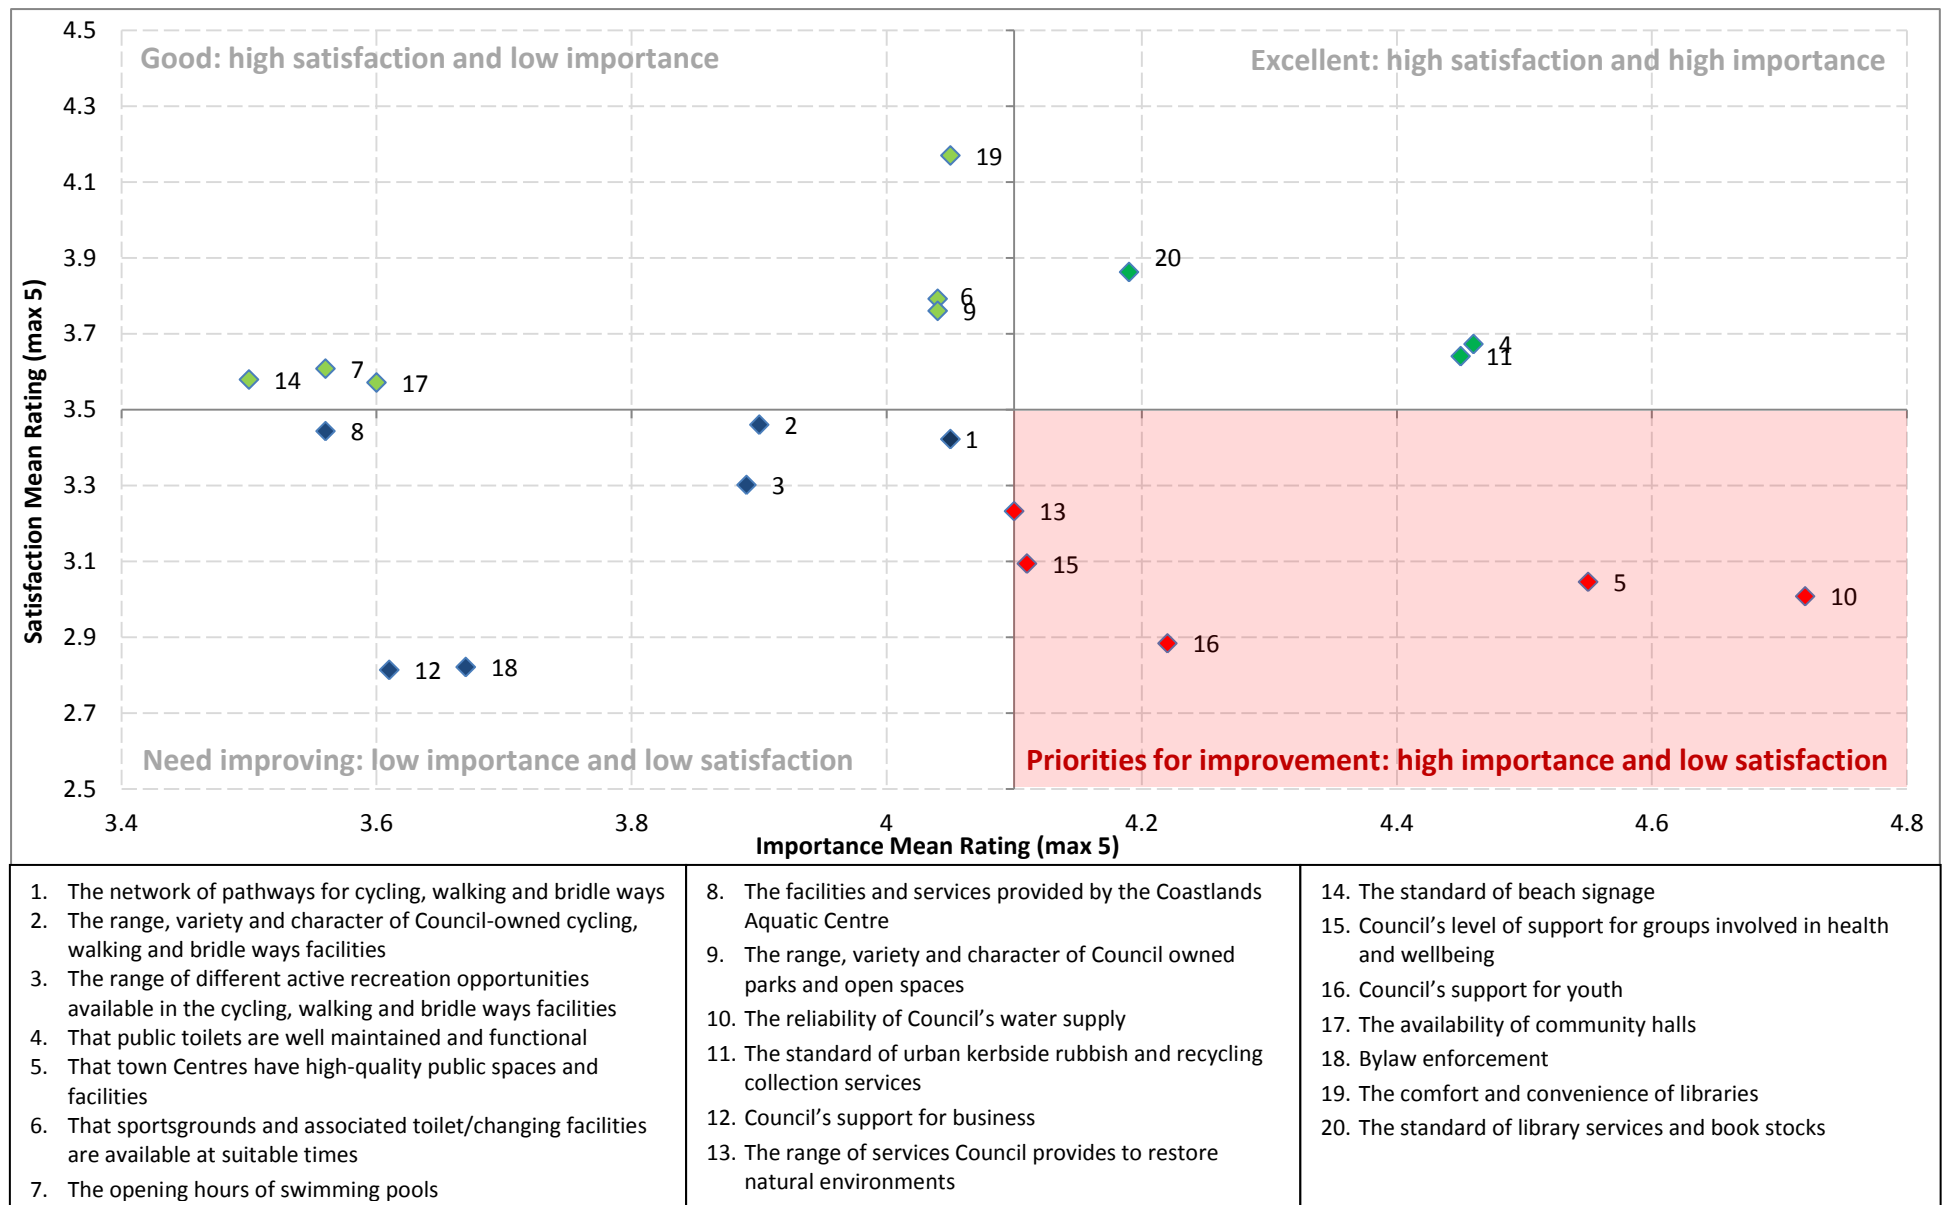 4.5
Good: high satisfaction and low importance
Excellent: high satisfaction and high importance
4.3
19
4.1
3.9
20
6
9
3.7
4
11
7
14
17
3.5
2
8
1
3.3
3
13
3.1
15
5
10
2.9
16
12
18
2.7
Need improving: low importance and low satisfaction
Priorities for improvement: high importance and low satisfaction
2.5
Satisfaction Mean Rating (max 5)
3.4 3.6 3.8 4 4.2 4.4 4.6 4.8
Importance Mean Rating (max 5)
1. The network of pathways for cycling, walking and bridle ways
2. The range, variety and character of Council-owned cycling,
walking and bridle ways facilities
3. The range of different active recreation opportunities
available in the cycling, walking and bridle ways facilities
4. That public toilets are well maintained and functional
5. That town Centres have high-quality public spaces and
facilities
6. That sportsgrounds and associated toilet/changing facilities
are available at suitable times
7. The opening hours of swimming pools
8. The facilities and services provided by the Coastlands
Aquatic Centre
9. The range, variety and character of Council owned
parks and open spaces
10. The reliability of Council's water supply
11. The standard of urban kerbside rubbish and recycling
collection services
12. Council's support for business
13. The range of services Council provides to restore
natural environments
14. The standard of beach signage
15. Council's level of support for groups involved in health
and wellbeing
16. Council's support for youth
17. The availability of community halls
18. Bylaw enforcement
19. The comfort and convenience of libraries
20. The standard of library services and book stocks